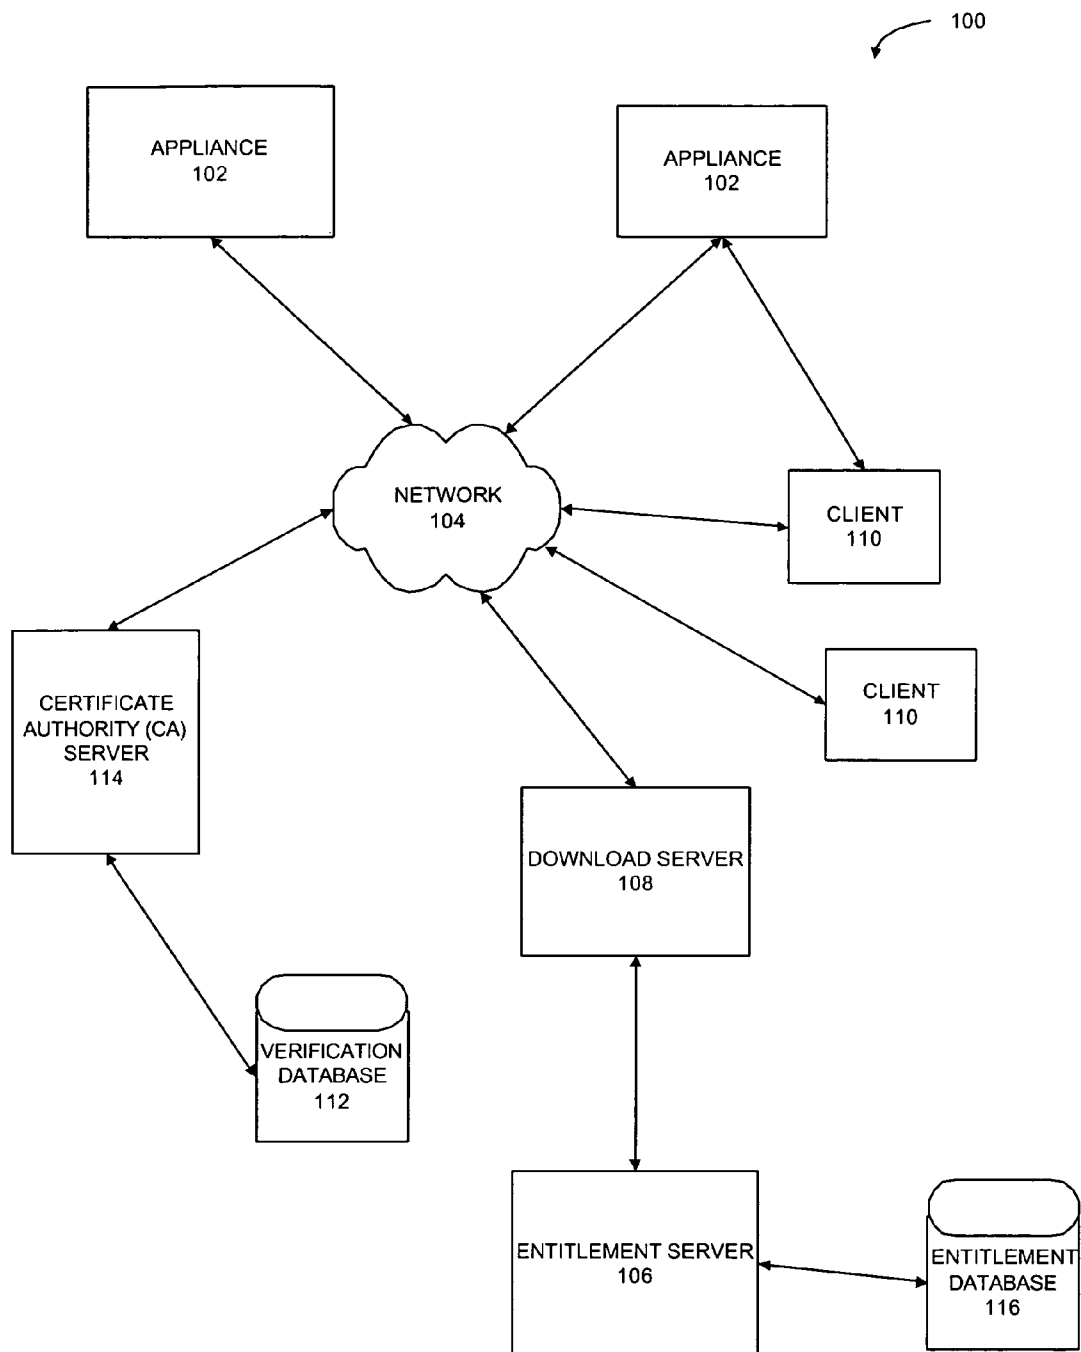 100
APPLIANCE
102
APPLIANCE
102
NETWORK
104
CLIENT
110
CLIENT
110
CERTIFICATE
AUTHORITY (CA)
SERVER
114
DOWNLOAD SERVER
108
VERIFICATION
DATABASE
112
ENTITLEMENT SERVER
106
ENTITLEMENT
DATABASE
116